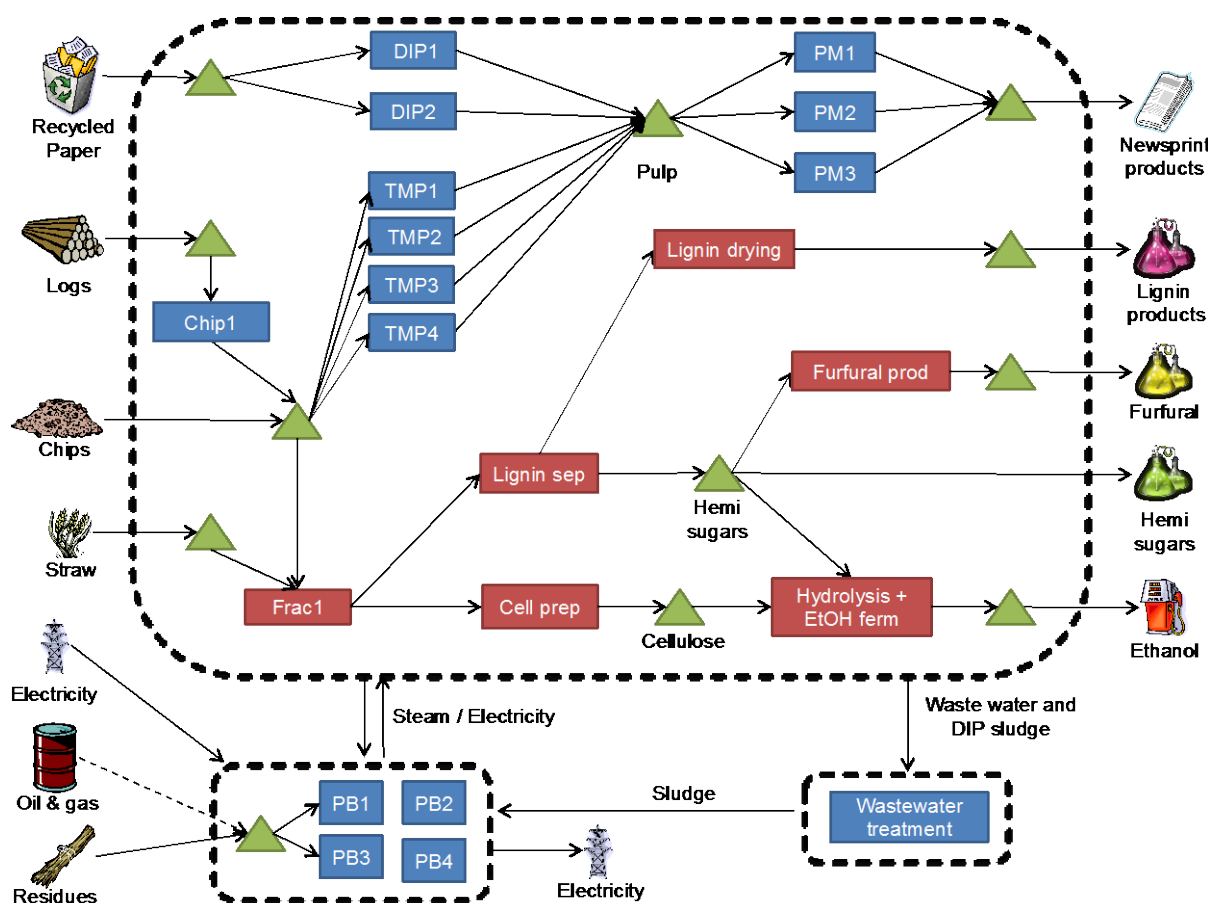 Recycled
Paper
DIP1
DIP2
Pulp
PM1
PM2
PM3
Newsprint
products
Logs
Chip1
TMP1
TMP2
TMP3
TMP4
Lignin drying
Lignin
products
Chips
Furfural prod
Furfural
Lignin sep
Hemi
sugars
Hemi
sugars
Straw
Frac1
Cell prep
Cellulose
Hydrolysis +
EtOH ferm
Ethanol
Electricity
Steam / Electricity
Waste water and
DIP sludge
Oil & gas
PB1
PB2
PB3
PB4
Sludge
Wastewater
treatment
Residues
Electricity